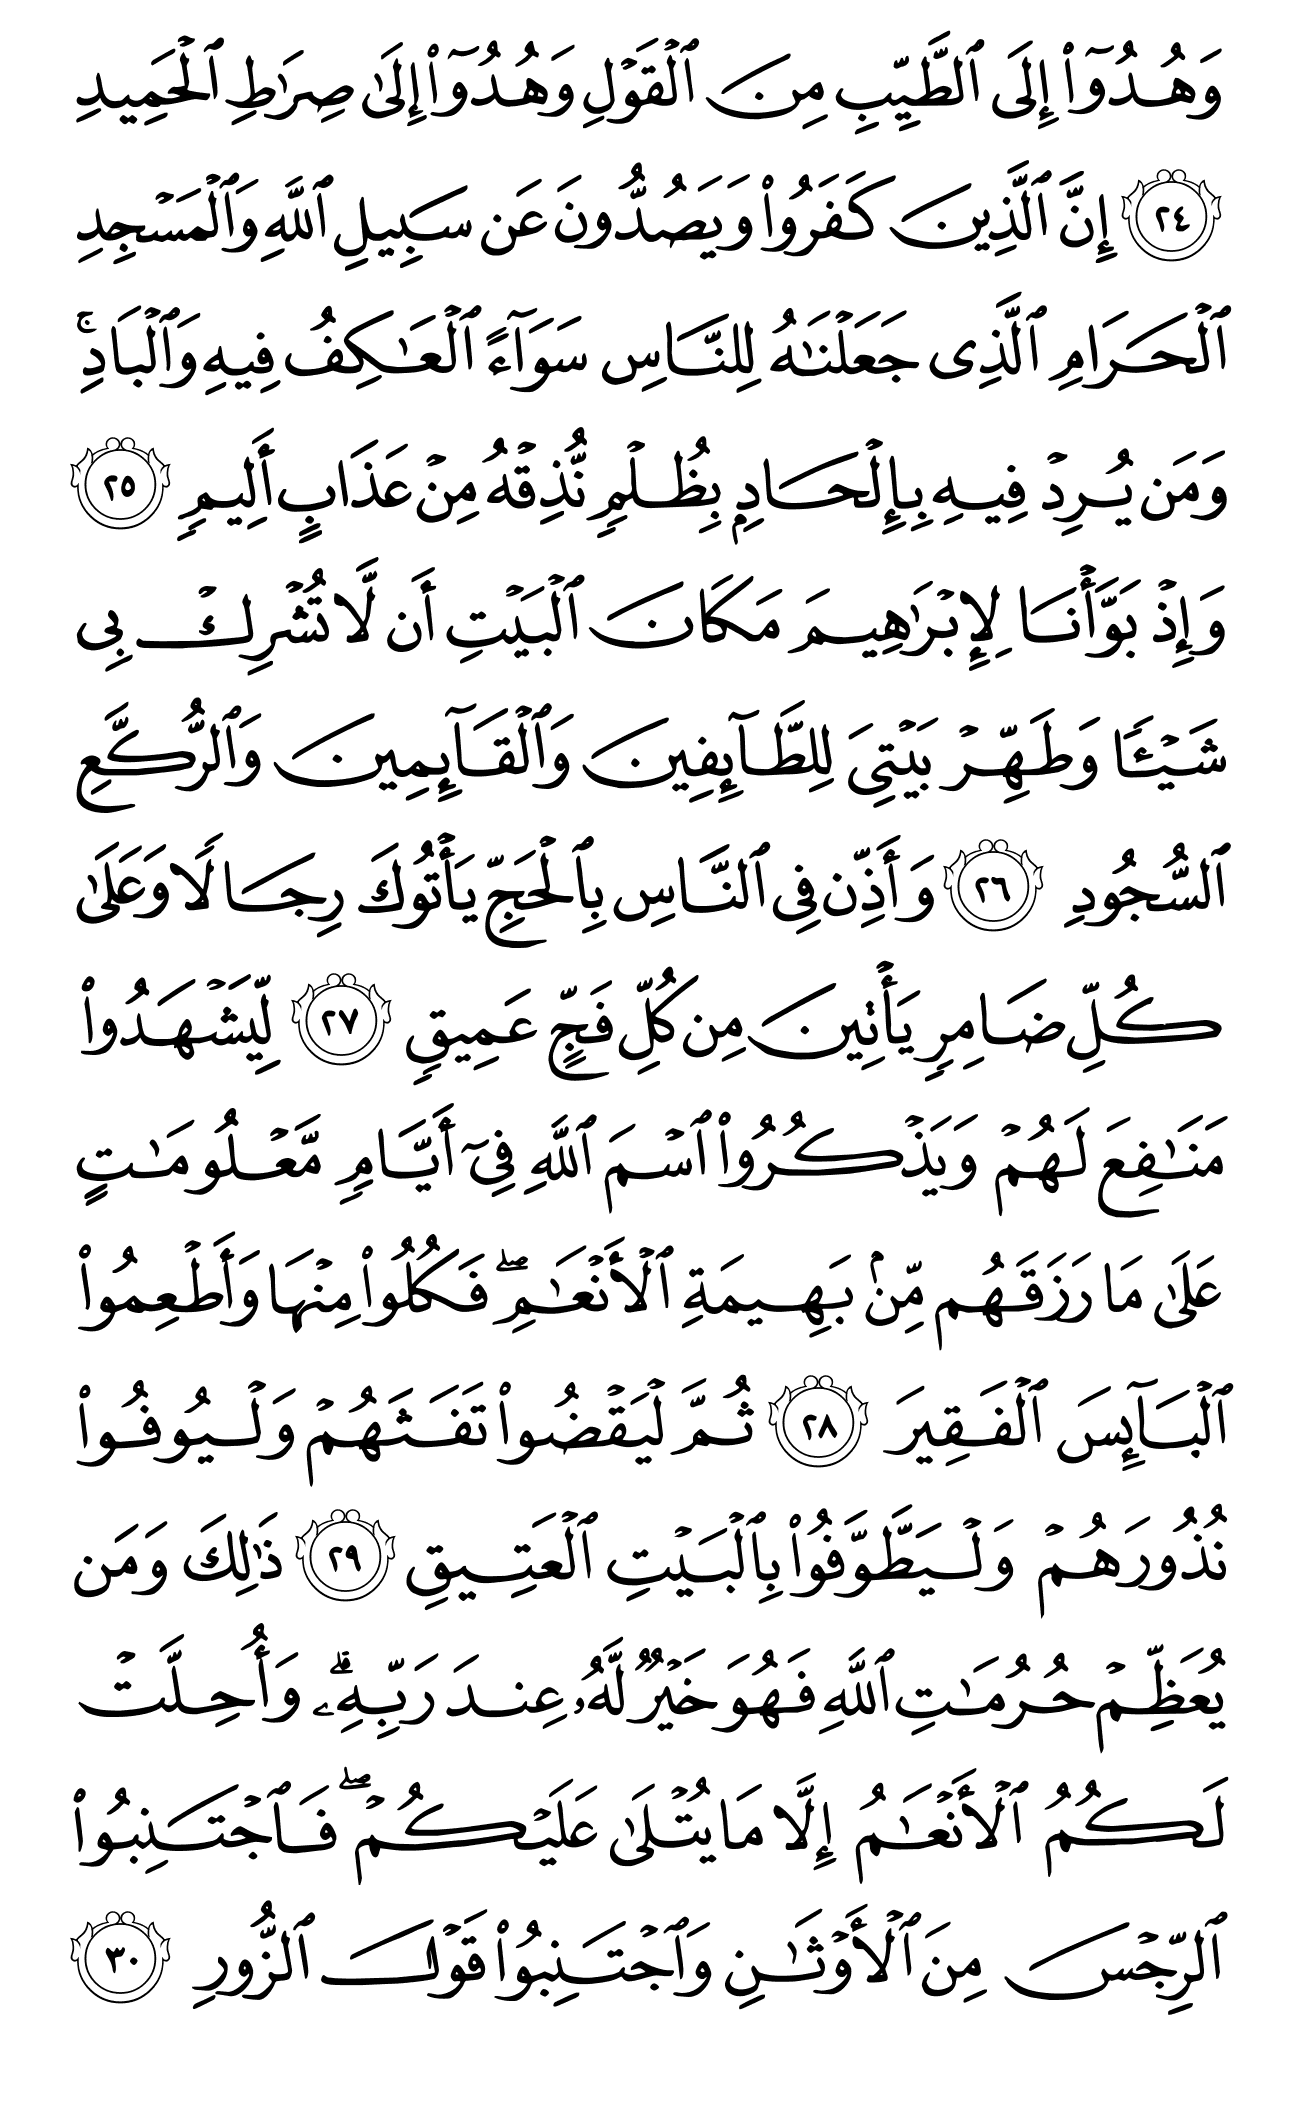 وَهُدُوٓا۟ إِلَى ٱلطَّيِّبِ مِنَ ٱلْقَوْلِ وَهُدُوٓا۟ إِلَىٰ صِرَٰطِ ٱلْحَمِيدِ
٢٤ إِنَّ ٱلَّذِينَ كَفَرُوا۟ وَيَصُدُّونَ عَن سَبِيلِ ٱللَّهِ وَٱلْمَسْجِدِ
ٱلْحَرَامِ ٱلَّذِى جَعَلْنَٰهُ لِلنَّاسِ سَوَآءً ٱلْعَٰكِفُ فِيهِ وَٱلْبَادِ ۚ
وَمَن يُرِدْ فِيهِ بِإِلْحَادٍۭ بِظُلْمٍ نُّذِقْهُ مِنْ عَذَابٍ أَلِيمٍ ٢٥
وَإِذْ بَوَّأْنَا لِإِبْرَٰهِيمَ مَكَانَ ٱلْبَيْتِ أَن لَّا تُشْرِكْ بِى
شَيْـًٔا وَطَهِّرْ بَيْتِىَ لِلطَّآئِفِينَ وَٱلْقَآئِمِينَ وَٱلرُّكَّعِ
ٱلسُّجُودِ ٢٦ وَأَذِّن فِى ٱلنَّاسِ بِٱلْحَجِّ يَأْتُوكَ رِجَالًا وَعَلَىٰ
كُلِّ ضَامِرٍ يَأْتِينَ مِن كُلِّ فَجٍّ عَمِيقٍ ٢٧ لِّيَشْهَدُوا۟
مَنَٰفِعَ لَهُمْ وَيَذْكُرُوا۟ ٱسْمَ ٱللَّهِ فِىٓ أَيَّامٍ مَّعْلُومَٰتٍ
عَلَىٰ مَا رَزَقَهُم مِّنۢ بَهِيمَةِ ٱلْأَنْعَٰمِ ۖ فَكُلُوا۟ مِنْهَا وَأَطْعِمُوا۟
ٱلْبَآئِسَ ٱلْفَقِيرَ ٢٨ ثُمَّ لْيَقْضُوا۟ تَفَثَهُمْ وَلْيُوفُوا۟
نُذُورَهُمْ وَلْيَطَّوَّفُوا۟ بِٱلْبَيْتِ ٱلْعَتِيقِ ٢٩ ذَٰلِكَ وَمَن
يُعَظِّمْ حُرُمَٰتِ ٱللَّهِ فَهُوَ خَيْرٌ لَّهُۥ عِندَ رَبِّهِۦ ۗ وَأُحِلَّتْ
لَكُمُ ٱلْأَنْعَٰمُ إِلَّا مَا يُتْلَىٰ عَلَيْكُمْ ۖ فَٱجْتَنِبُوا۟
ٱلرِّجْسَ مِنَ ٱلْأَوْثَٰنِ وَٱجْتَنِبُوا۟ قَوْلَ ٱلزُّورِ ٣٠